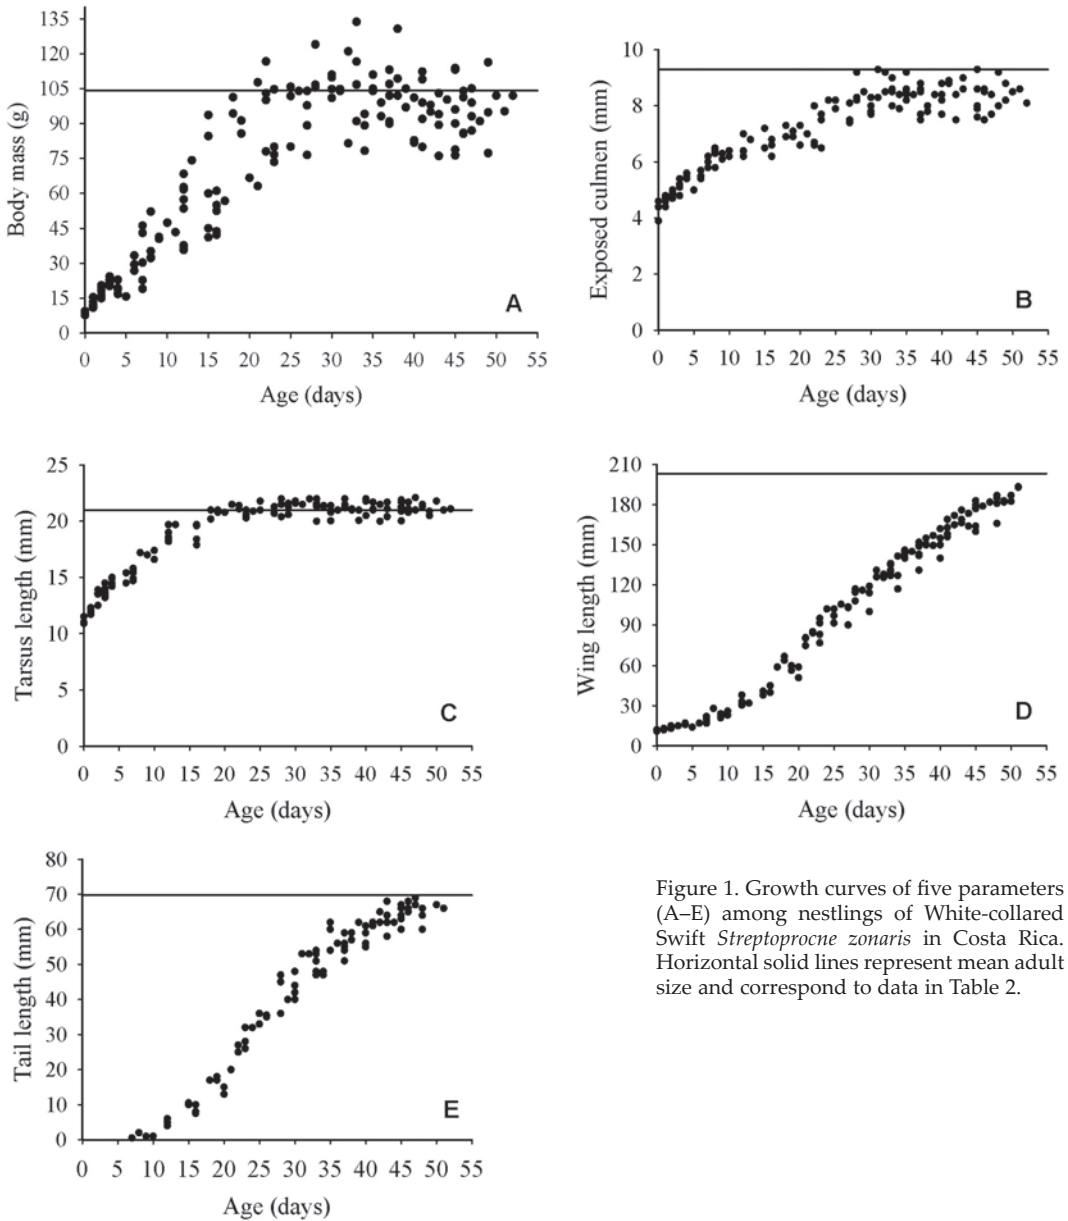 135
120
105
90
75
60
45
30
15
0
Body mass (g)
A
0 5 10 15 20 25 30 35 40 45 50 55
Age (days)
10
8
6
4
2
0
Exposed culmen (mm)
B
0 5 10 15 20 25 30 35 40 45 50 55
Age (days)
25
20
15
10
5
0
Tarsus length (mm)
C
0 5 10 15 20 25 30 35 40 45 50 55
Age (days)
210
180
150
120
90
60
30
0
Wing length (mm)
D
0 5 10 15 20 25 30 35 40 45 50 55
Age (days)
80
70
60
50
40
30
20
10
0
Tail length (mm)
E
0 5 10 15 20 25 30 35 40 45 50 55
Age (days)
Figure 1. Growth curves of five parameters
(A–E) among nestlings of White-collared
Swift Streptoprocne zonaris in Costa Rica.
Horizontal solid lines represent mean adult
size and correspond to data in Table 2.